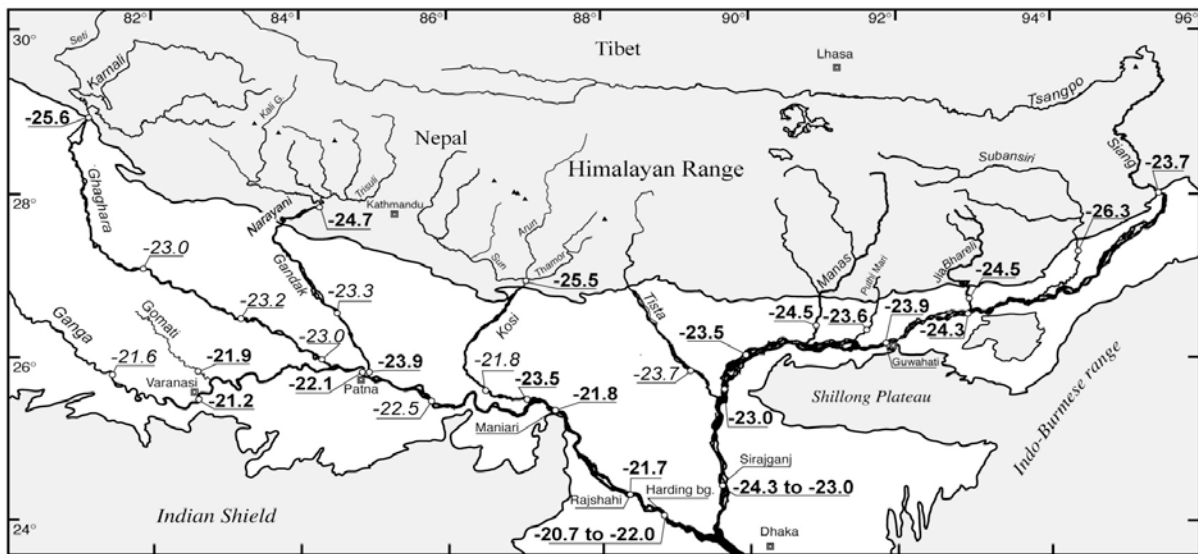 82°
84°
86°
88°
90°
92°
94°
96°
30°
Seti
Karnali
Tibet
Lhasa
Tsangpo
-25.6
Kali G.
Nepal
Subansiri
Siang
-23.7
Himalayan Range
Ghaghara
Trisuli
Kathmandu
28°
Narayani
-24.7
Arun
Sun
Thamor
-25.5
Manas
Puthi Mari
Jia Bhareli
-26.3
-24.5
-23.0
Gandak
-23.3
Kosi
Tista
-24.5
-23.6
-23.9
-24.3
-23.2
Ganga
Gomati
-23.0
-23.5
Guwahati
26°
-21.6
-21.9
-23.9
-21.8
-23.7
Varanasi
-22.1
Patna
-23.5
-21.8
Shillong Plateau
-21.2
-22.5
Maniari
-23.0
Indo-Burmese range
Sirajganj
-21.7
-24.3 to -23.0
Rajshahi
Harding bg.
Indian Shield
24°
-20.7 to -22.0
Dhaka